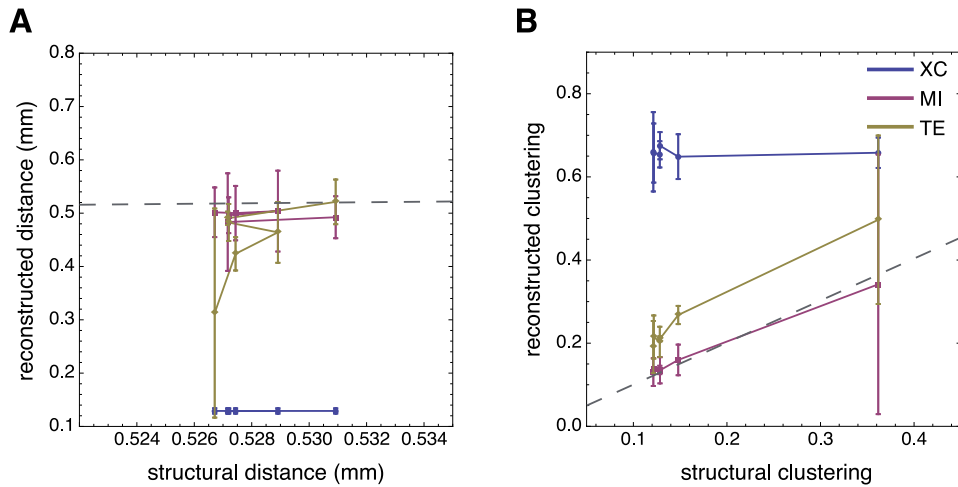 A
reconstructed distance (mm)
0.8
0.7
0.6
0.5
0.4
0.3
0.2
0.1
0.524 0.526 0.528 0.530 0.532 0.534
structural distance (mm)
B
reconstructed clustering
0.8
0.6
0.4
0.2
0.0
0.1 0.2 0.3 0.4
structural clustering
XC
MI
TE